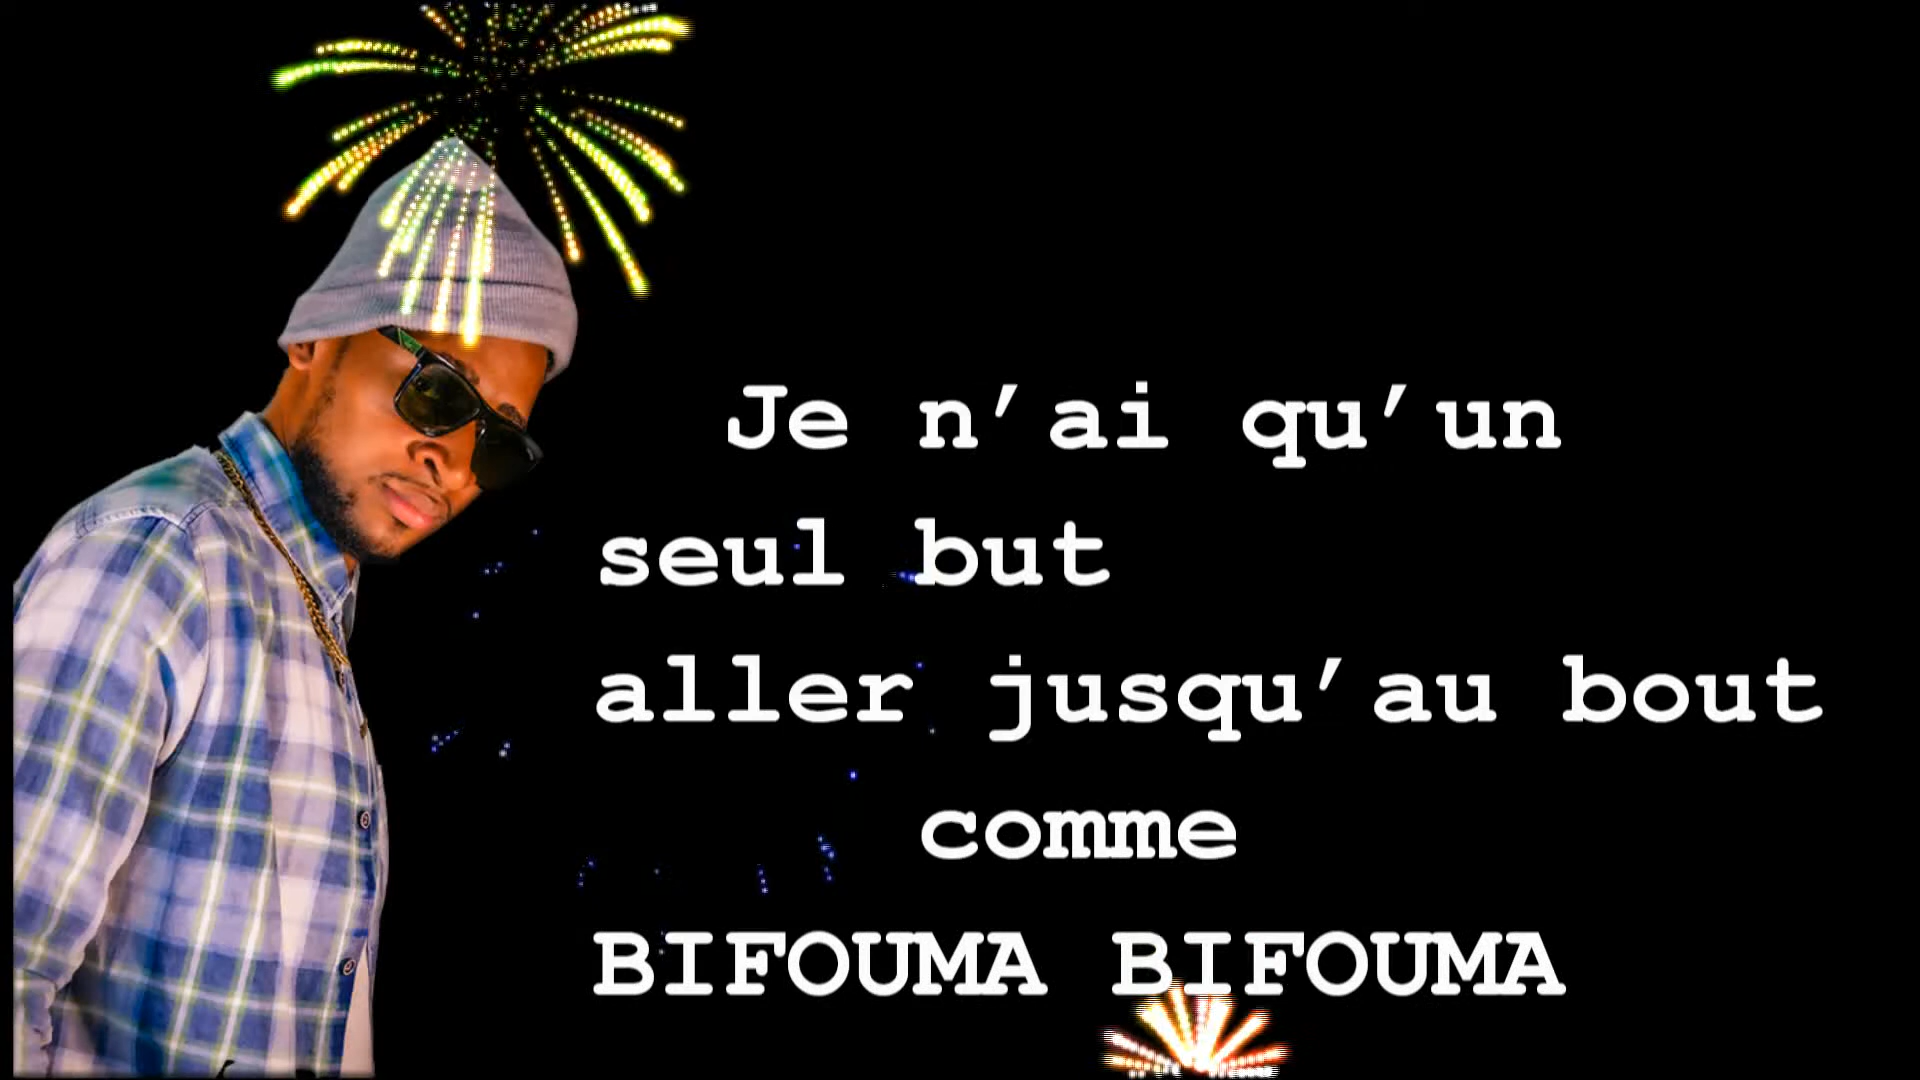 Je n’ai qu’un
seul but
aller jusqu’au bout
comme
BIFOUMA BIFOUMA